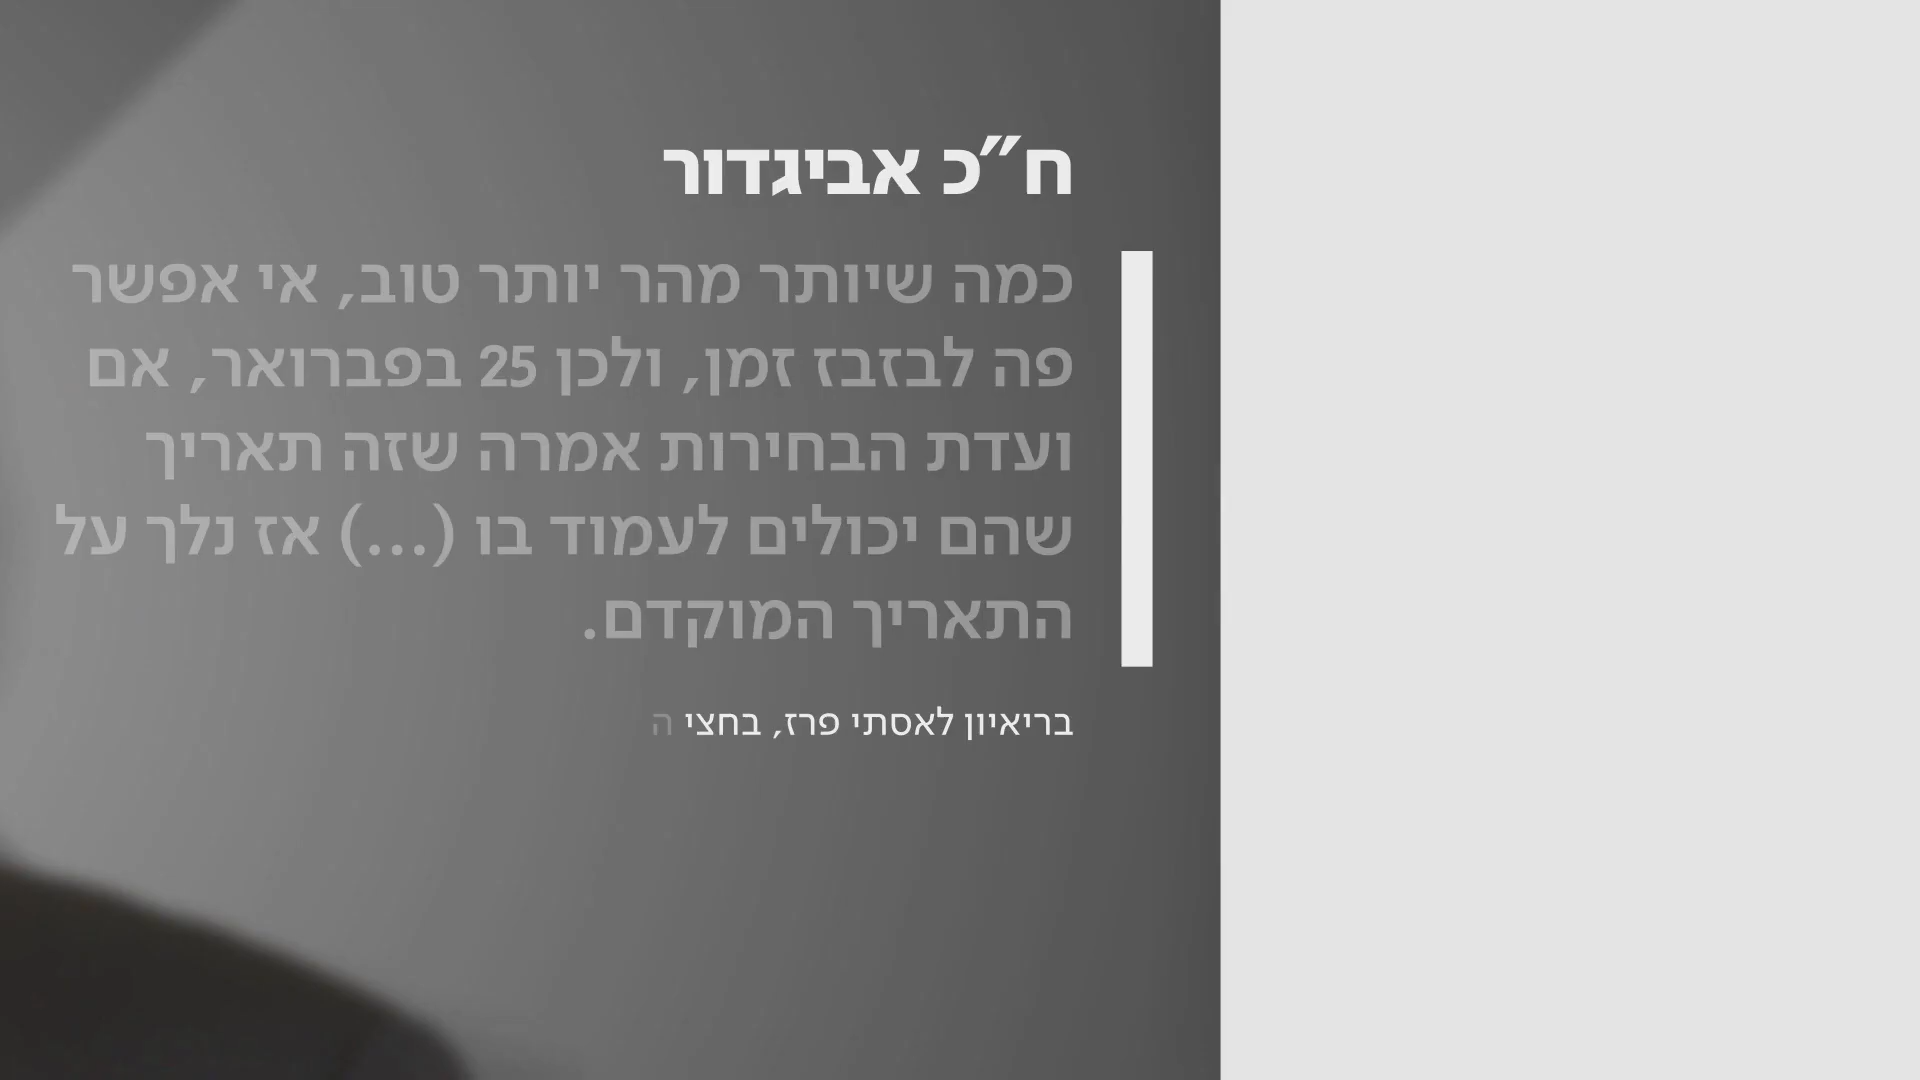 ח״כ אביגדור
כמה שיותר מהר יותר טוב, אי אפשר
פה לבזבז זמן, ולכן 25 בפברואר, אם
ועדת הבחירות אמרה שזה תאריך
שהם יכולים לעמוד בו (...) אז נלך על
התאריך המוקדם.
בריאיון לאסתי פרז, בחצי ה